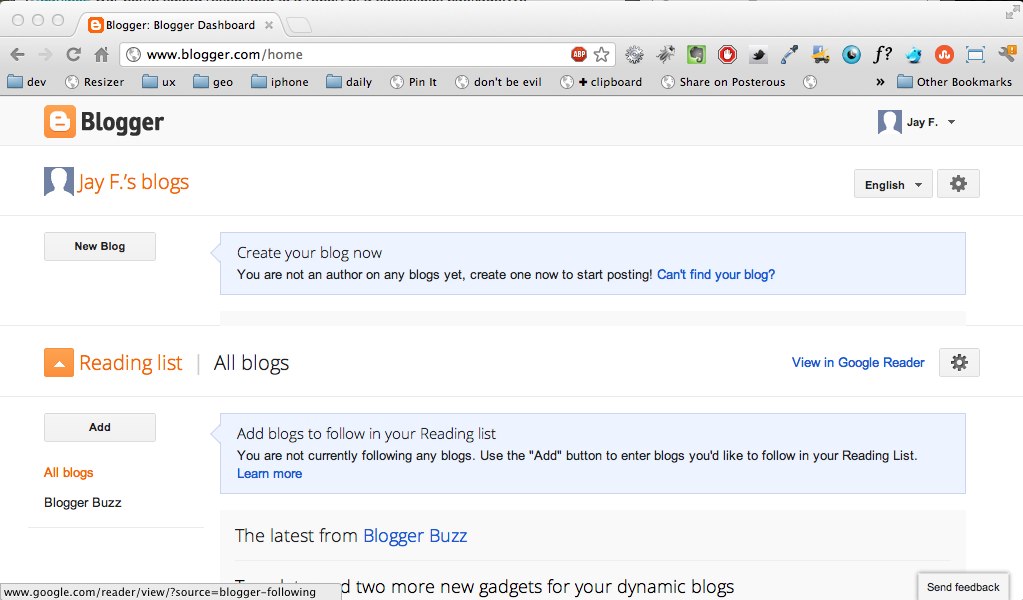 Blogger: Blogger Dashboard
www.blogger.com/home
ABP
f?
dev
Resizer
ux
geo
iphone
daily
Pin It
don't be evil
+ clipboard
Share on Posterous
»
Other Bookmarks
Blogger
Jay F.
Jay F.'s blogs
English
New Blog
Create your blog now
You are not an author on any blogs yet, create one now to start posting! Can't find your blog?
Reading list | All blogs
View in Google Reader
Add
Add blogs to follow in your Reading list
You are not currently following any blogs. Use the "Add" button to enter blogs you'd like to follow in your Reading List.
Learn more
All blogs
Blogger Buzz
The latest from Blogger Buzz
two more new gadgets for your dynamic blogs
www.google.com/reader/view/?source=blogger-following
Send feedback